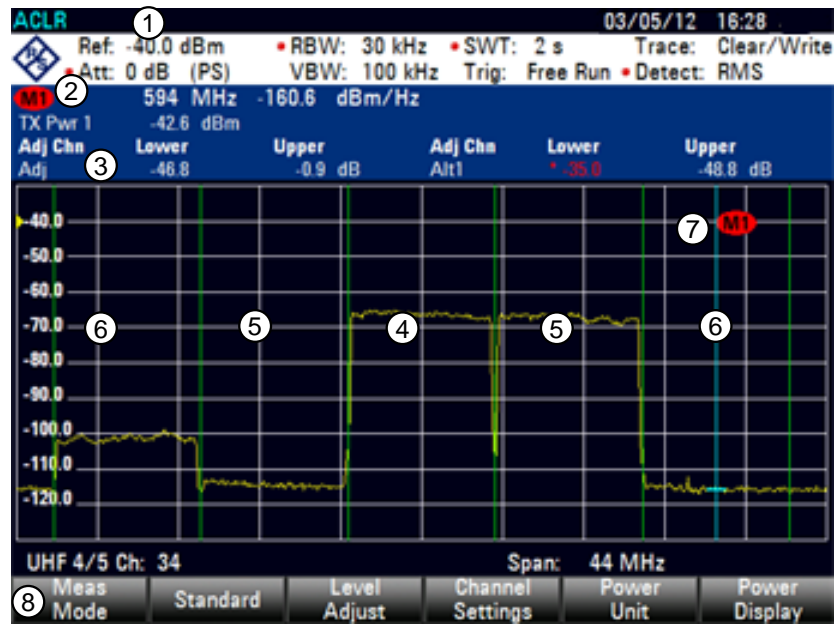 ACLR 1 03/05/12 16:28
Ref: -40.0 dBm • RBW: 30 kHz • SWT: 2 s Trace: Clear/Write
• Att: 0 dB (PS) VBW: 100 kHz Trig: Free Run • Detect: RMS
M1 2 594 MHz -160.6 dBm/Hz
TX Pwr 1 -42.6 dBm
Adj Chn Lower Upper Adj Chn Lower Upper
Adj 3 -46.8 -0.9 dB Alt1 * -35.0 -48.8 dB
-40.0 7 M1
-50.0
-60.0
-70.0 6 5 4 5 6
-80.0
-90.0
-100.0
-110.0
-120.0
UHF 4/5 Ch: 34 Span: 44 MHz
8 Meas Mode Standard Level Adjust Channel Settings Power Unit Power Display